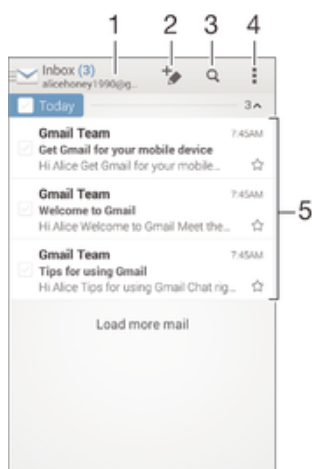 1 2 3 4
Inbox (3)
alicehoney1990@g...
Today 3
Gmail Team 7:45AM
Get Gmail for your mobile device
Hi Alice Get Gmail for your mobile...
Gmail Team 7:45AM
Welcome to Gmail
Hi Alice Welcome to Gmail Meet the...
5
Gmail Team 7:45AM
Tips for using Gmail
Hi Alice Tips for using Gmail Chat rig...
Load more mail